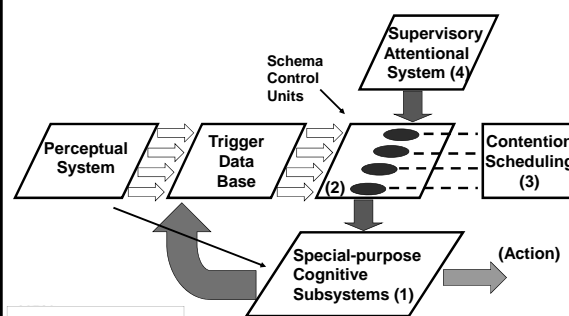 Supervisory
Attentional
System (4)
Schema
Control
Units
Perceptual
System
Trigger
Data
Base
(2)
Contention
Scheduling
(3)
Special-purpose
Cognitive
Subsystems (1)
(Action)